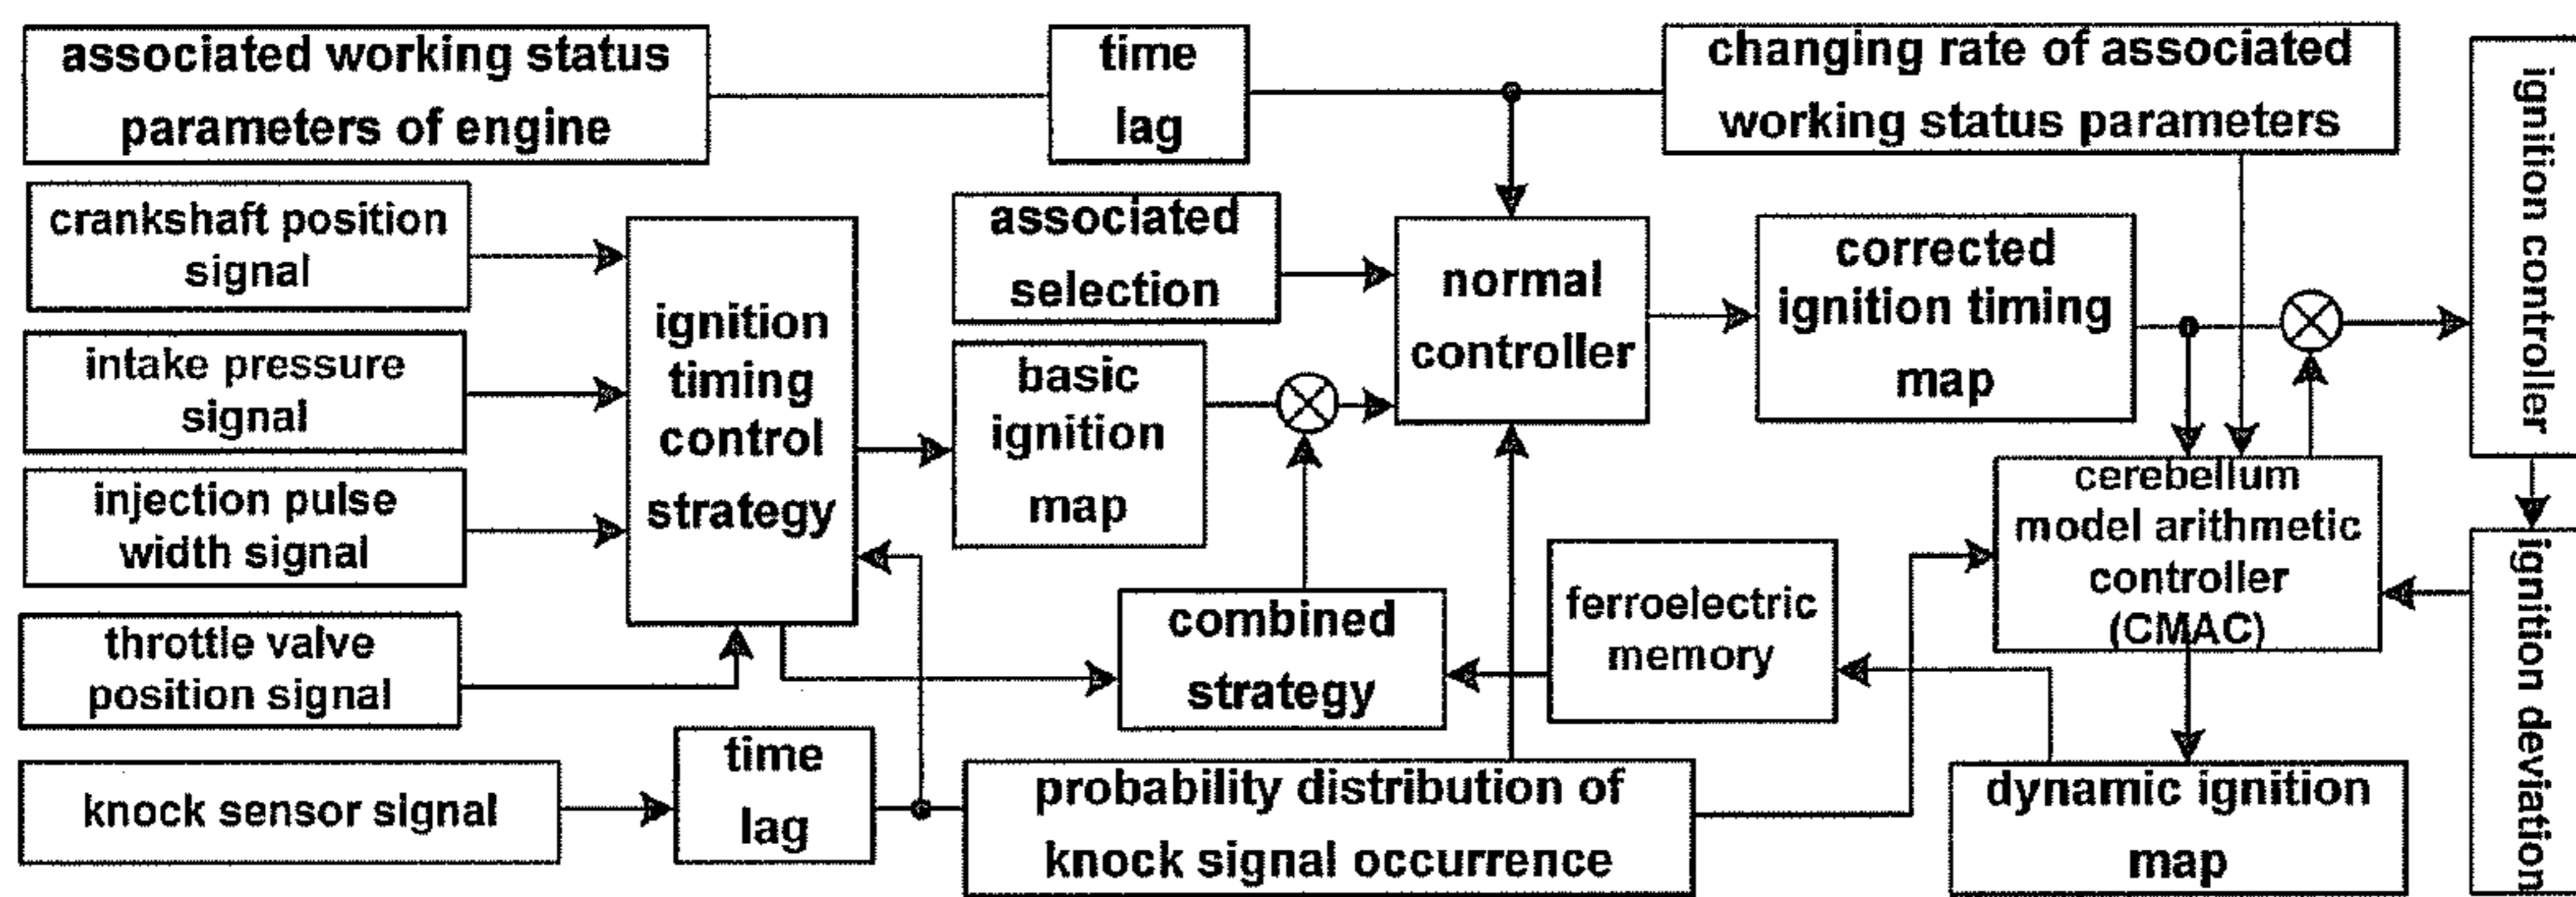 associated working status
parameters of engine
time
lag
changing rate of associated
working status parameters
ignition controller
crankshaft position
signal
associated
selection
normal
controller
corrected
ignition timing
map
intake pressure
signal
ignition
timing
control
strategy
basic
ignition
map
injection pulse
width signal
cerebellum
model arithmetic
controller
(CMAC)
ferroelectric
memory
combined
strategy
throttle valve
position signal
ignition deviation
knock sensor signal
time
lag
probability distribution of
knock signal occurrence
dynamic ignition
map